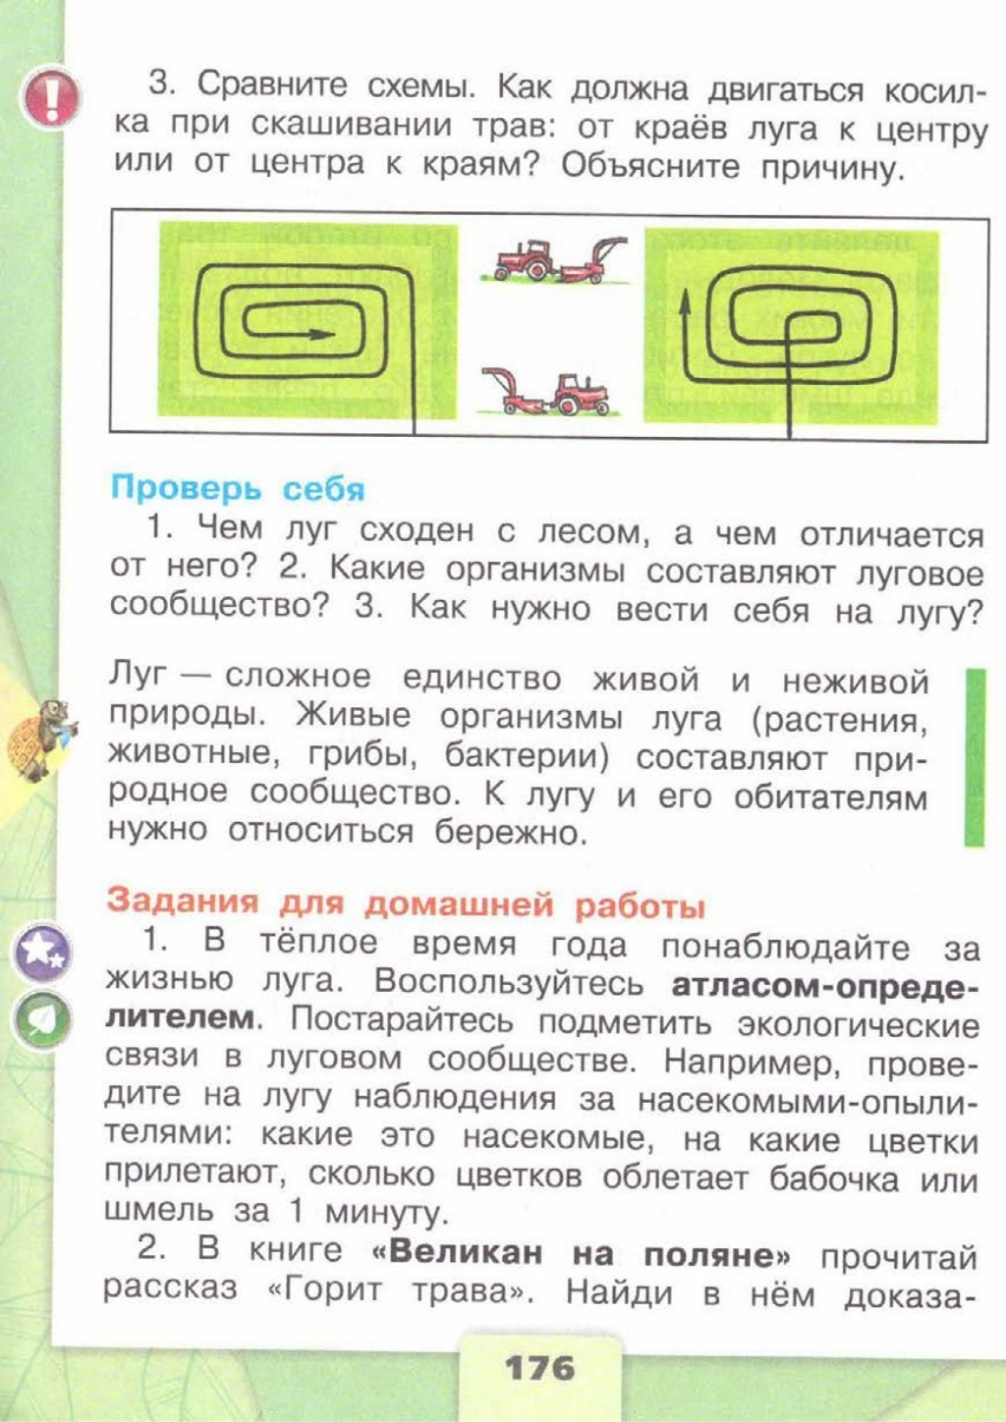 3. Сравните схемы. Как должна двигаться косил-
ка при скашивании трав: от краёв луга к центру
или от центра к краям? Объясните причину.
Проверь себя
1. Чем луг сходен с лесом, а чем отличается
от него? 2. Какие организмы составляют луговое
сообщество? 3. Как нужно вести себя на лугу?
Луг — сложное единство живой и неживой
природы. Живые организмы луга (растения,
животные, грибы, бактерии) составляют при-
родное сообщество. К лугу и его обитателям
нужно относиться бережно.
Задания для домашней работы
1. В тёплое время года понаблюдайте за
жизнью луга. Воспользуйтесь атласом-опреде-
лителем. Постарайтесь подметить экологические
связи в луговом сообществе. Например, прове-
дите на лугу наблюдения за насекомыми-опыли-
телями: какие это насекомые, на какие цветки
прилетают, сколько цветков облетает бабочка или
шмель за 1 минуту.
2. В книге «Великан на поляне» прочитай
рассказ «Горит трава». Найди в нём доказа-
176